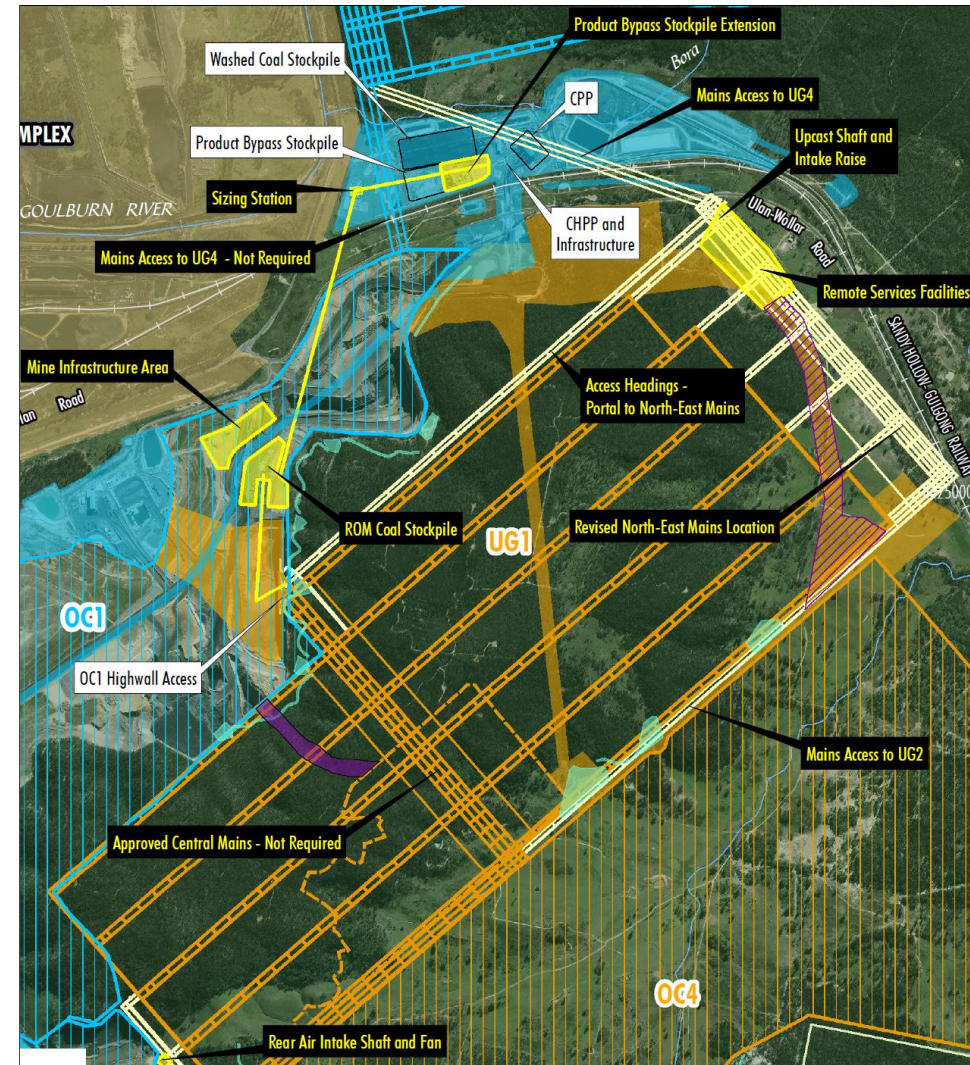 Product Bypass Stockpile Extension
Washed Coal Stockpile
Bora
CPP
Mains Access to UG4
MPLEX
Product Bypass Stockpile
Upcast Shaft and
Intake Raise
Sizing Station
GOULBURN RIVER
Ulan-Wollar Road
CHPP and
Infrastructure
Mains Access to UG4 - Not Required
Remote Services Facilities
SANDY HOLLOW-GULGONG RAILWAY
Mine Infrastructure Area
lan Road
Access Headings -
Portal to North-East Mains
25000
ROM Coal Stockpile
UG1
Revised North-East Mains Location
OC1
OC1 Highwall Access
Mains Access to UG2
Approved Central Mains - Not Required
OC4
Rear Air Intake Shaft and Fan